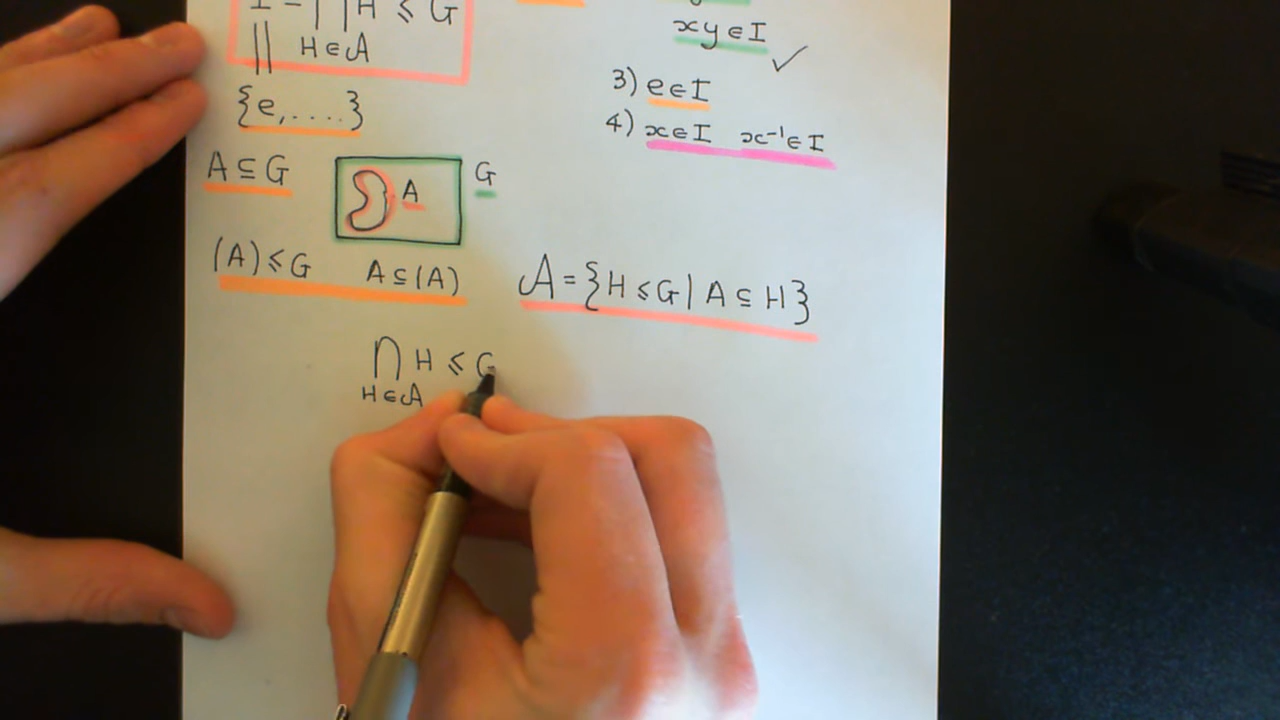 I = ⋂ H ≤ G
|| H ∈ 𝒜
{e, ....}
xy ∈ I ✓
3) e ∈ I
4) x ∈ I x⁻¹ ∈ I
A ⊆ G
A
G
(A) ≤ G A ⊆ (A)
𝒜 = {H ≤ G | A ⊆ H}
⋂ H ≤ G
H ∈ 𝒜